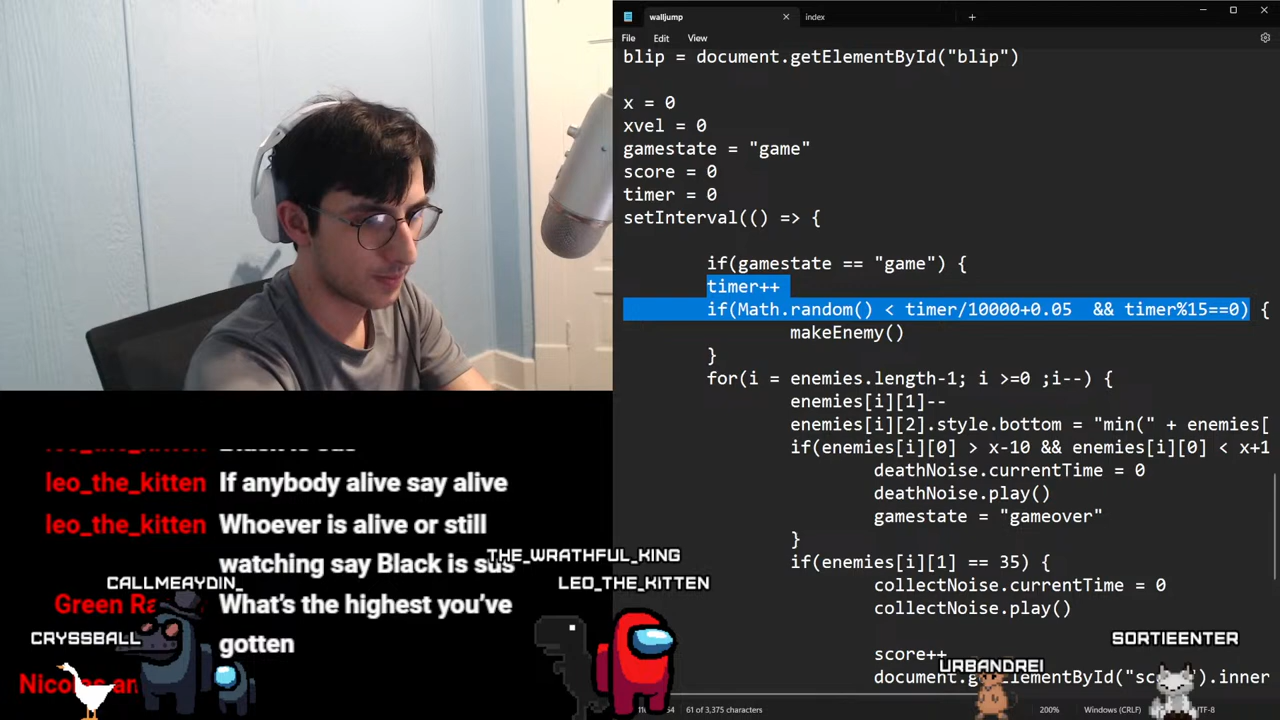 walljump
index
File
Edit
View
blip = document.getElementById("blip")
x = 0
xvel = 0
gamestate = "game"
score = 0
timer = 0
setInterval(() => {
if(gamestate == "game") {
timer++
if(Math.random() < timer/10000+0.05  && timer%15==0) {
makeEnemy()
}
for(i = enemies.length-1; i >=0 ;i--) {
enemies[i][1]--
enemies[i][2].style.bottom = "min(" + enemies[
if(enemies[i][0] > x-10 && enemies[i][0] < x+1
deathNoise.currentTime = 0
deathNoise.play()
gamestate = "gameover"
}
if(enemies[i][1] == 35) {
collectNoise.currentTime = 0
collectNoise.play()
score++
61 of 3,375 characters
200%
Windows (CRLF)
leo_the_kitten If anybody alive say alive
leo_the_kitten Whoever is alive or still
watching say Black is sus
What's the highest you've
gotten
THE_WRATHFUL_KING
LEO_THE_KITTEN
CALLMEAYDIN_
CRYSSBALL
URBANDREI
SORTIEENTER